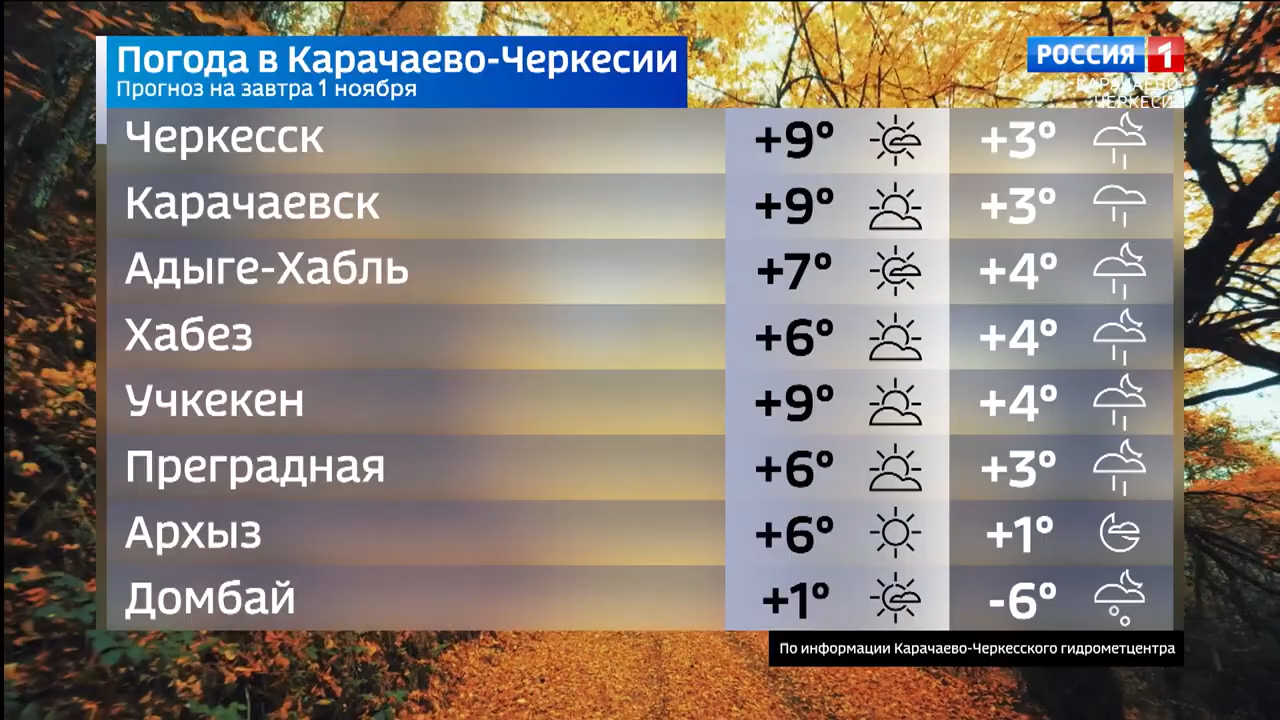 Погода в Карачаево-Черкесии
Прогноз на завтра 1 ноября
РОССИЯ 1
КАРАЧАЕВО-
ЧЕРКЕСИ
Черкесск +9° +3°
Карачаевск +9° +3°
Адыге-Хабль +7° +4°
Хабез +6° +4°
Учкекен +9° +4°
Преградная +6° +3°
Архыз +6° +1°
Домбай +1° -6°
По информации Карачаево-Черкесского гидрометцентра